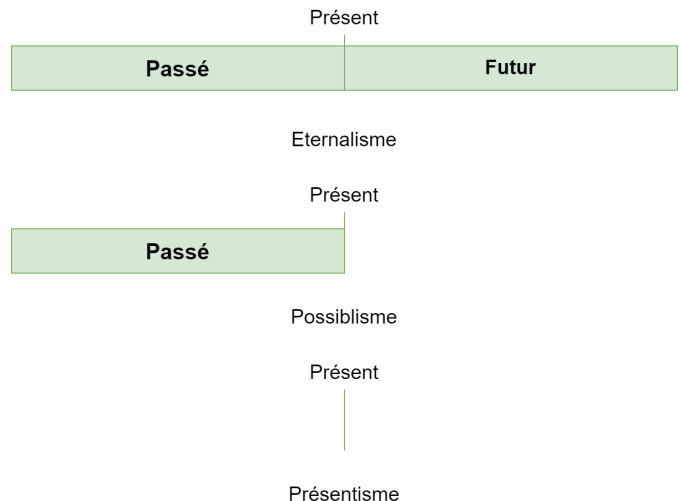 Présent
Passé Futur
Eternalisme
Présent
Passé
Possiblisme
Présent
Présentisme